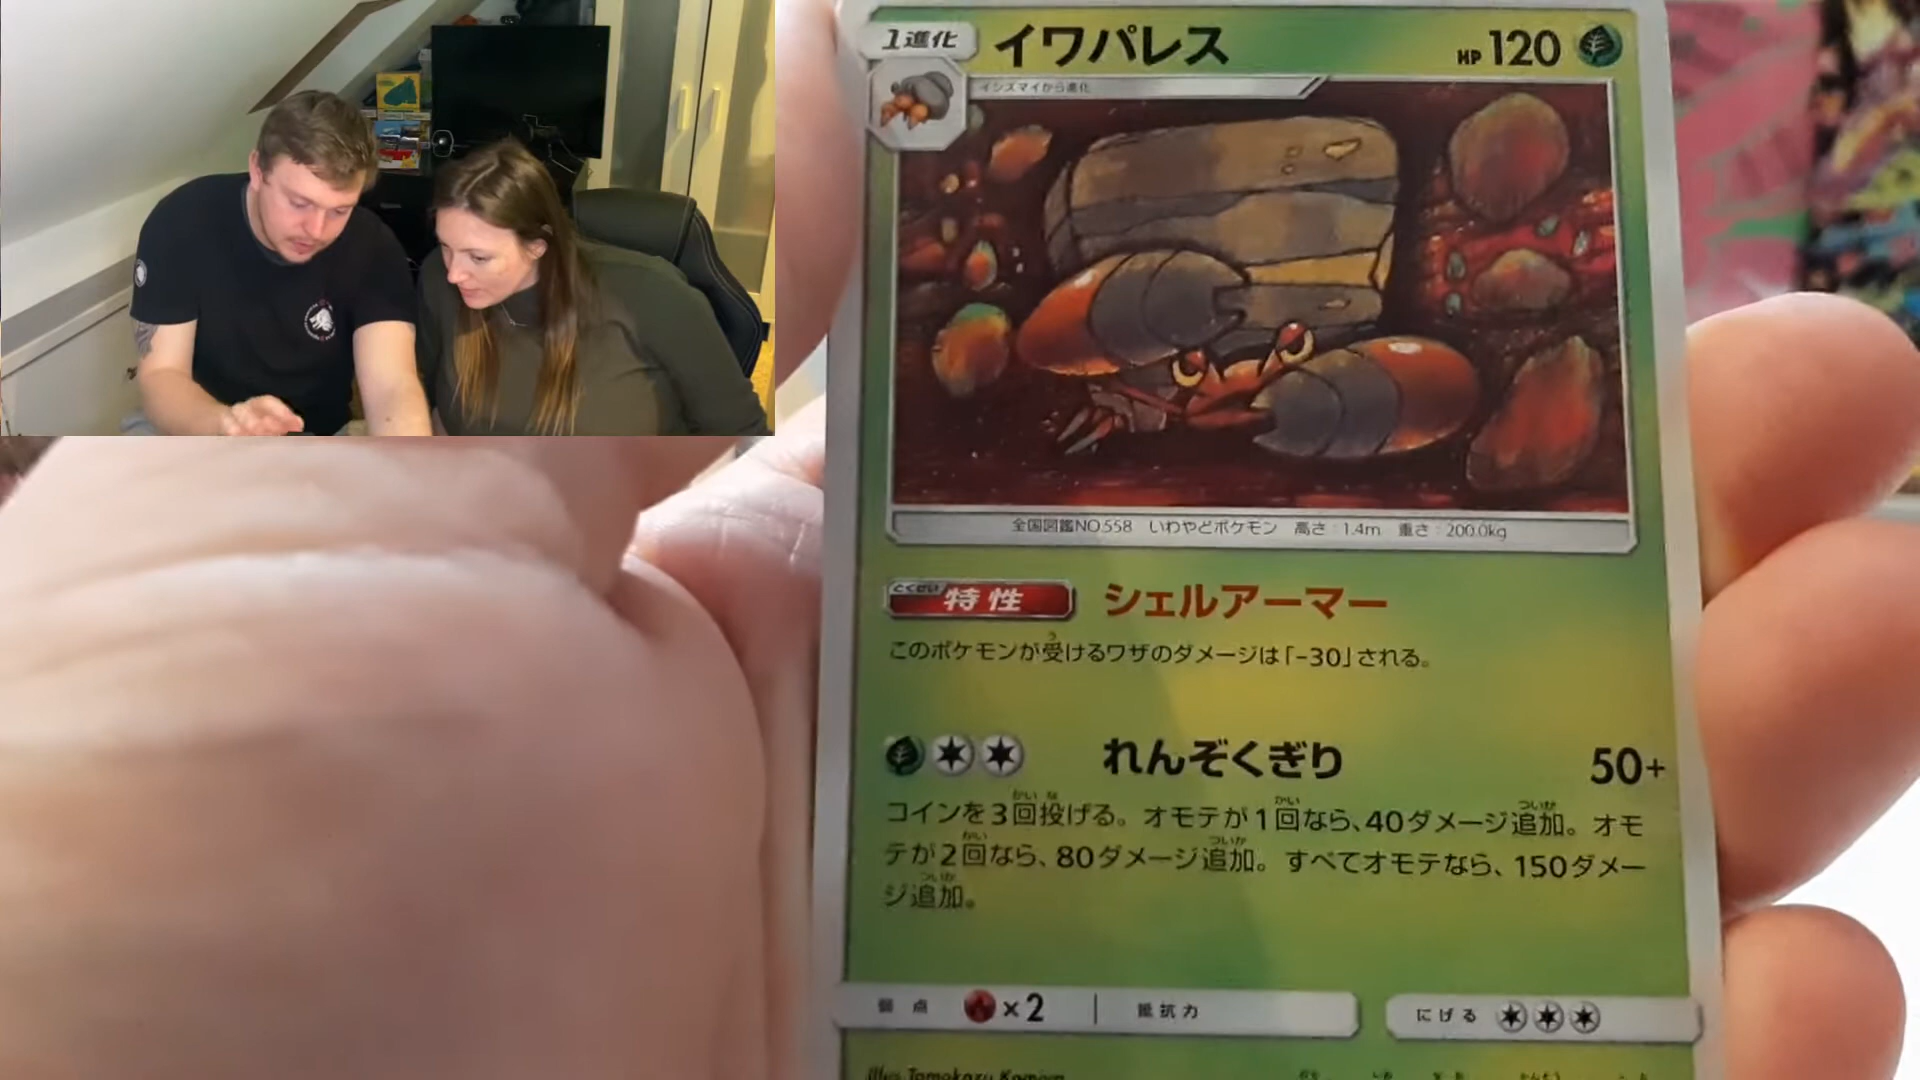 1進化 イワパレス HP 120
イシズマイから進化
全国図鑑NO.558 いわやどポケモン 高さ:1.4m 重さ:200.0kg
とくせい
特性 シェルアーマー
このポケモンが受けるワザのダメージは「-30」される。
れんぞくぎり 50+
コインを3回投げる。オモテが1回なら、40ダメージ追加。オモ
テが2回なら、80ダメージ追加。すべてオモテなら、150ダメー
ジ追加。
弱点 ×2 抵抗力 にげる
Illus. Tomokazu Komiya